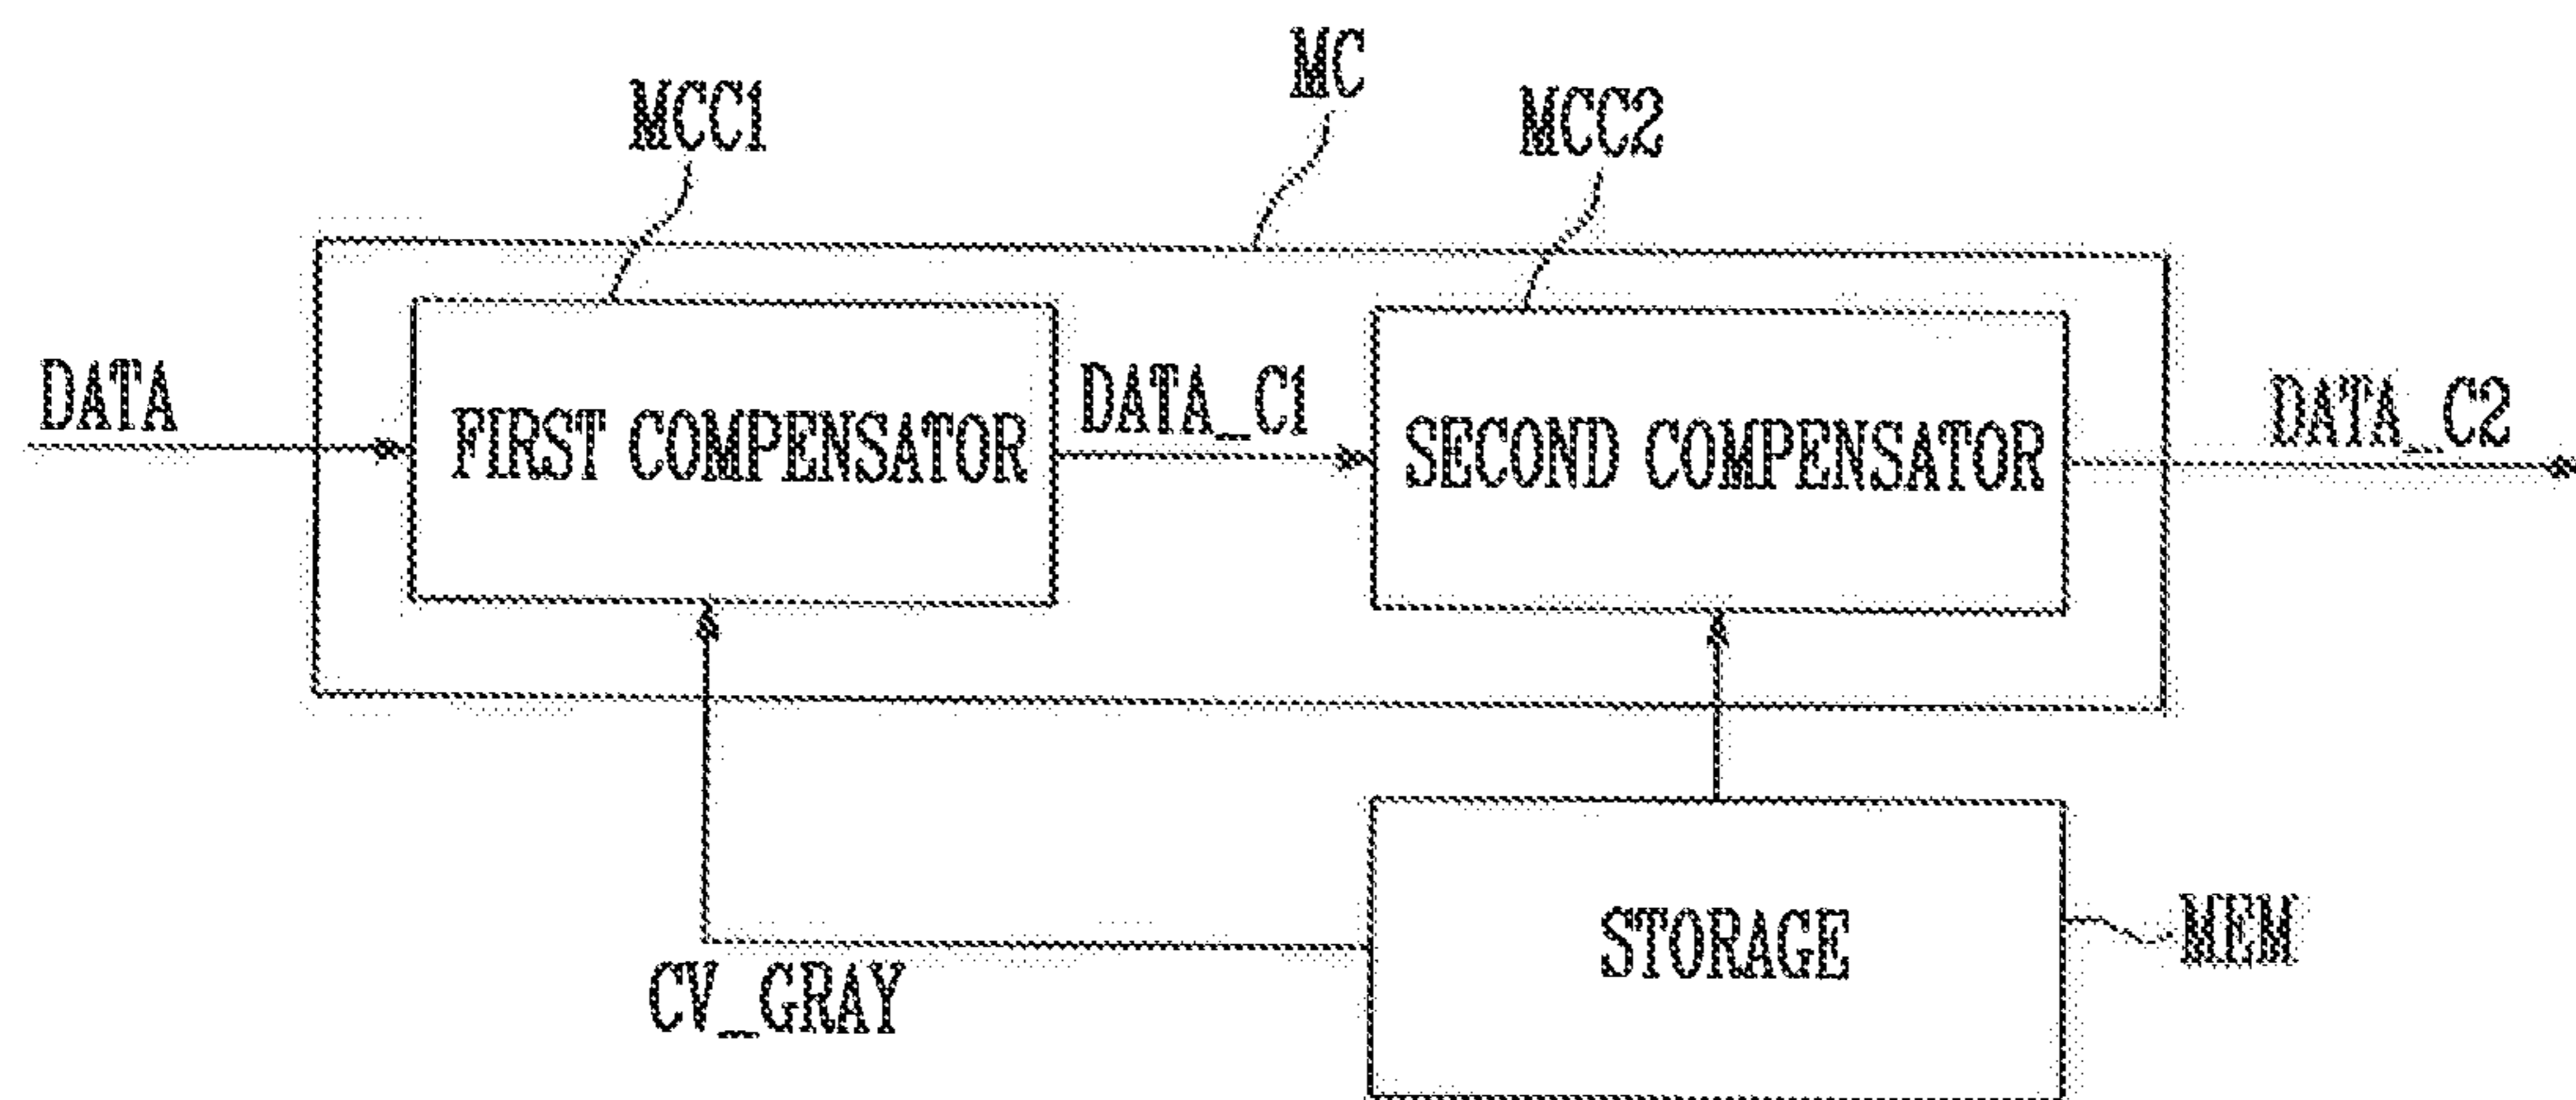 MC
MCC1
MCC2
DATA
FIRST COMPENSATOR
DATA_C1
SECOND COMPENSATOR
DATA_C2
STORAGE
MEM
CV_GRAY